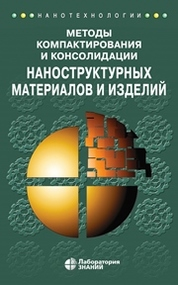 НАНОТЕХНОЛОГИИ
МЕТОДЫ
КОМПАКТИРОВАНИЯ
И КОНСОЛИДАЦИИ
НАНОСТРУКТУРНЫХ
МАТЕРИАЛОВ И ИЗДЕЛИЙ
Лаборатория
ЗНАНИЙ